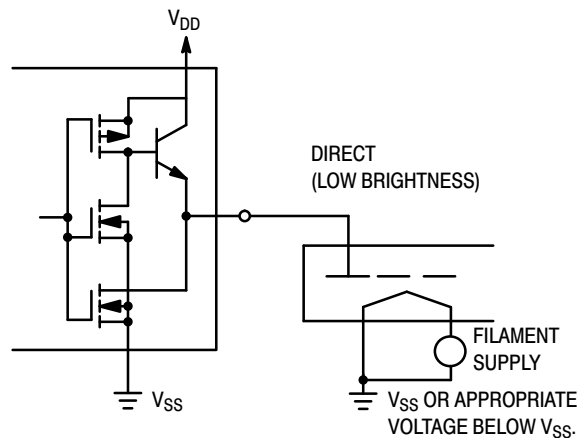 VDD
DIRECT
(LOW BRIGHTNESS)
FILAMENT
SUPPLY
VSS
VSS OR APPROPRIATE
VOLTAGE BELOW VSS.